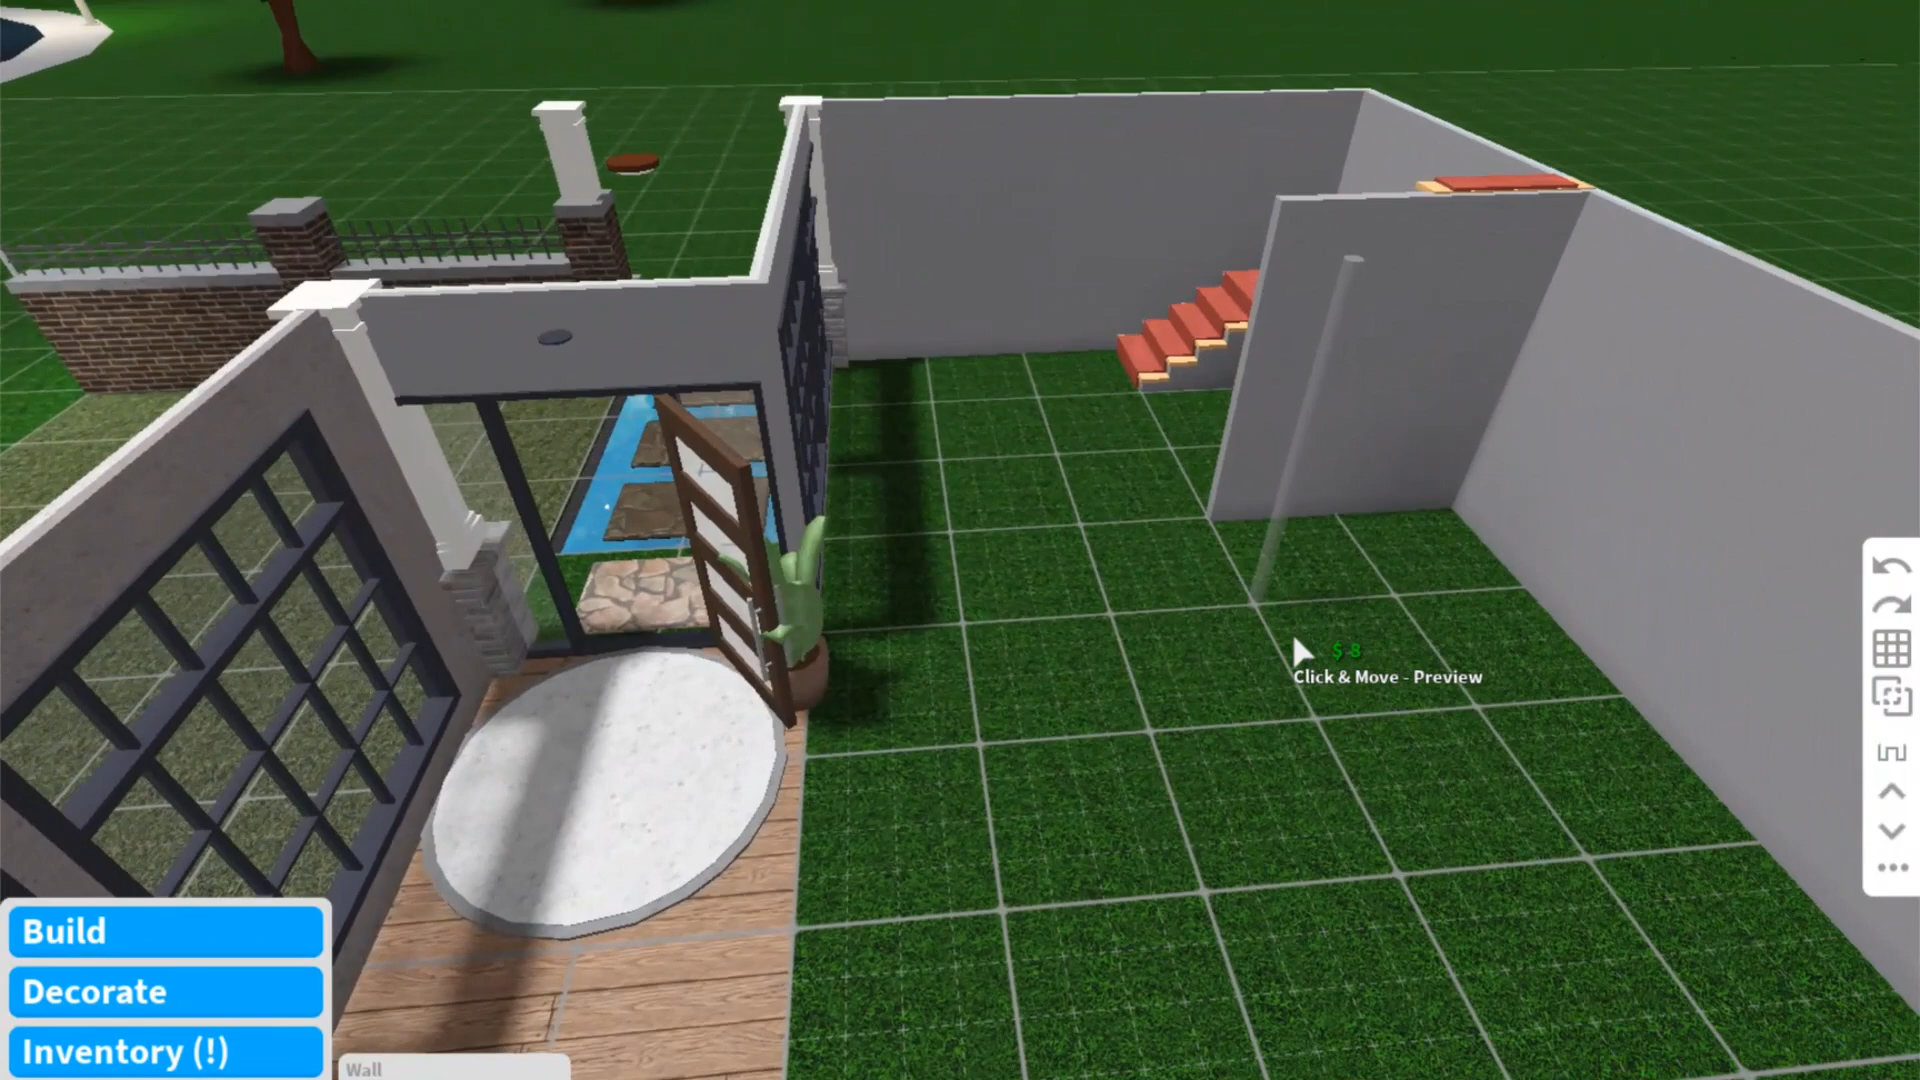 $ 8
Click & Move - Preview
Build
Decorate
Inventory (!)
Wall